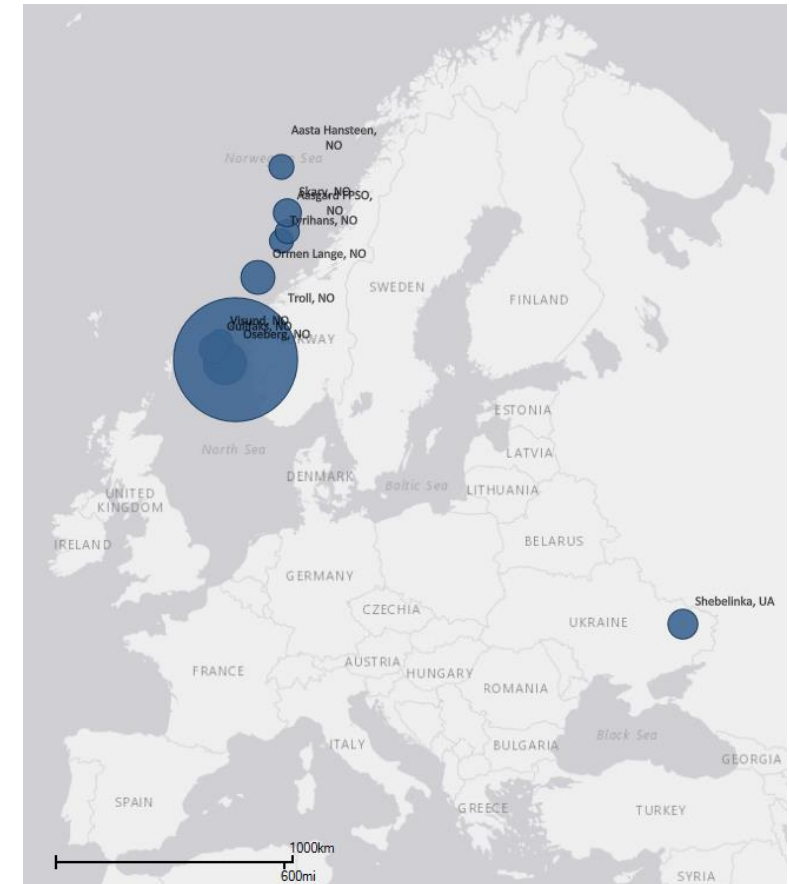 Aasta Hansteen,
NO
Norwegian Sea
Skarv, NO
Aasgard FPSO,
NO
Tyrihans, NO
Ormen Lange, NO
SWEDEN
Troll, NO
FINLAND
Visund, NO
Gullfaks, NO
Oseberg, NO
NORWAY
ESTONIA
North Sea
LATVIA
DENMARK
Baltic Sea
LITHUANIA
UNITED
KINGDOM
IRELAND
BELARUS
GERMANY
Shebelinka, UA
CZECHIA
UKRAINE
AUSTRIA
FRANCE
HUNGARY
ROMANIA
Black Sea
ITALY
BULGARIA
GEORGIA
SPAIN
GREECE
TURKEY
1000km
600mi
SYRIA